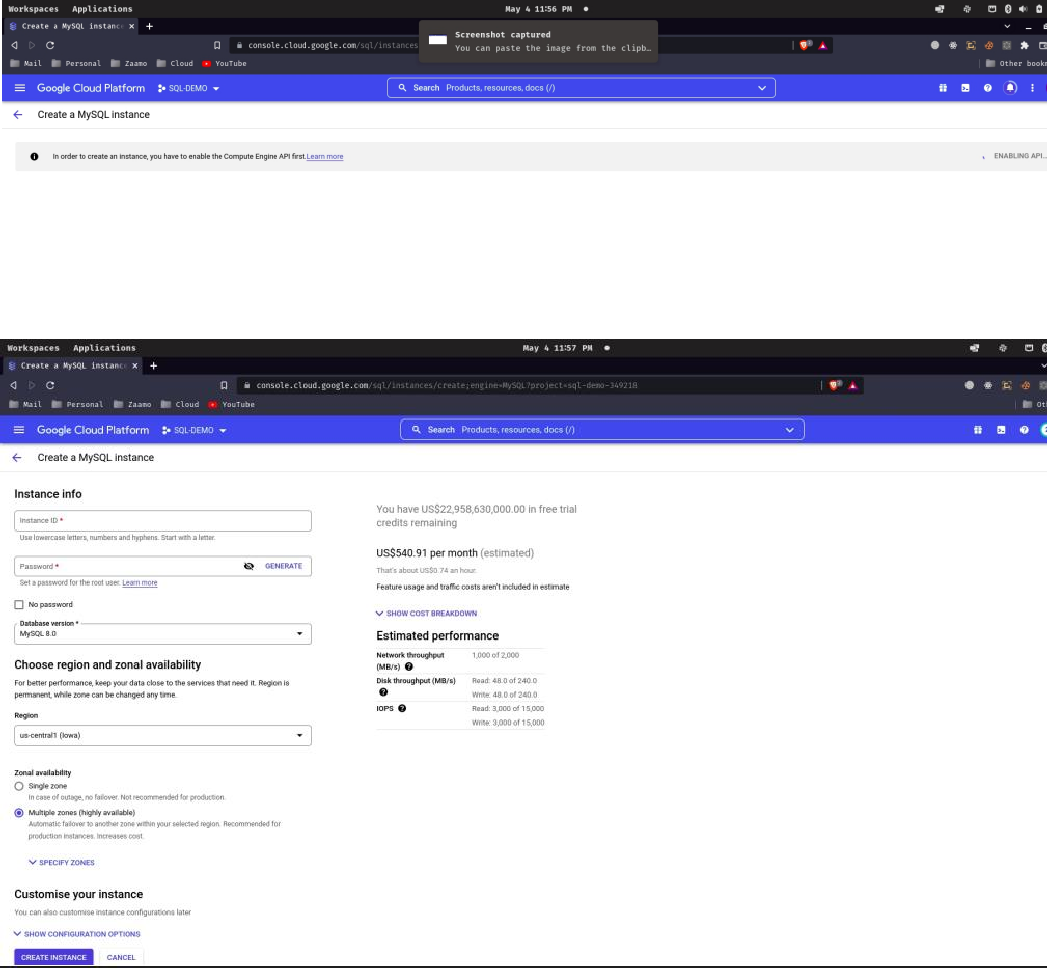 Workspaces Applications May 4 11:56 PM
Create a MySQL instance × +
Screenshot captured
You can paste the image from the clipb…
console.cloud.google.com/sql/instances
Mail Personal Zaamo Cloud YouTube Other bookm
Google Cloud Platform SQL-DEMO Search Products, resources, docs (/)
Create a MySQL instance
In order to create an instance, you have to enable the Compute Engine API first. Learn more ENABLING API...
Workspaces Applications May 4 11:57 PM
Create a MySQL instance × +
console.cloud.google.com/sql/instances/create;engine=MySQL?project=sql-demo-349218
Mail Personal Zaamo Cloud YouTube Ot
Google Cloud Platform SQL-DEMO Search Products, resources, docs (/)
Create a MySQL instance
Instance info
Instance ID *
Use lowercase letters, numbers and hyphens. Start with a letter.
Password * GENERATE
Set a password for the root user. Learn more
No password
Database version *
MySQL 8.0
Choose region and zonal availability
For better performance, keep your data close to the services that need it. Region is
permanent, while zone can be changed any time.
Region
us-central1 (Iowa)
Zonal availability
Single zone
In case of outage, no failover. Not recommended for production.
Multiple zones (highly available)
Automatic failover to another zone within your selected region. Recommended for
production instances. Increases cost.
SPECIFY ZONES
Customise your instance
You can also customise instance configurations later
SHOW CONFIGURATION OPTIONS
CREATE INSTANCE CANCEL
You have US$22,958,630,000.00 in free trial
credits remaining
US$540.91 per month (estimated)
That's about US$0.74 an hour.
Feature usage and traffic costs aren't included in estimate
SHOW COST BREAKDOWN
Estimated performance
Network throughput 1,000 of 2,000
(MB/s)
Disk throughput (MB/s) Read: 48.0 of 240.0
Write: 48.0 of 240.0
IOPS Read: 3,000 of 15,000
Write: 3,000 of 15,000